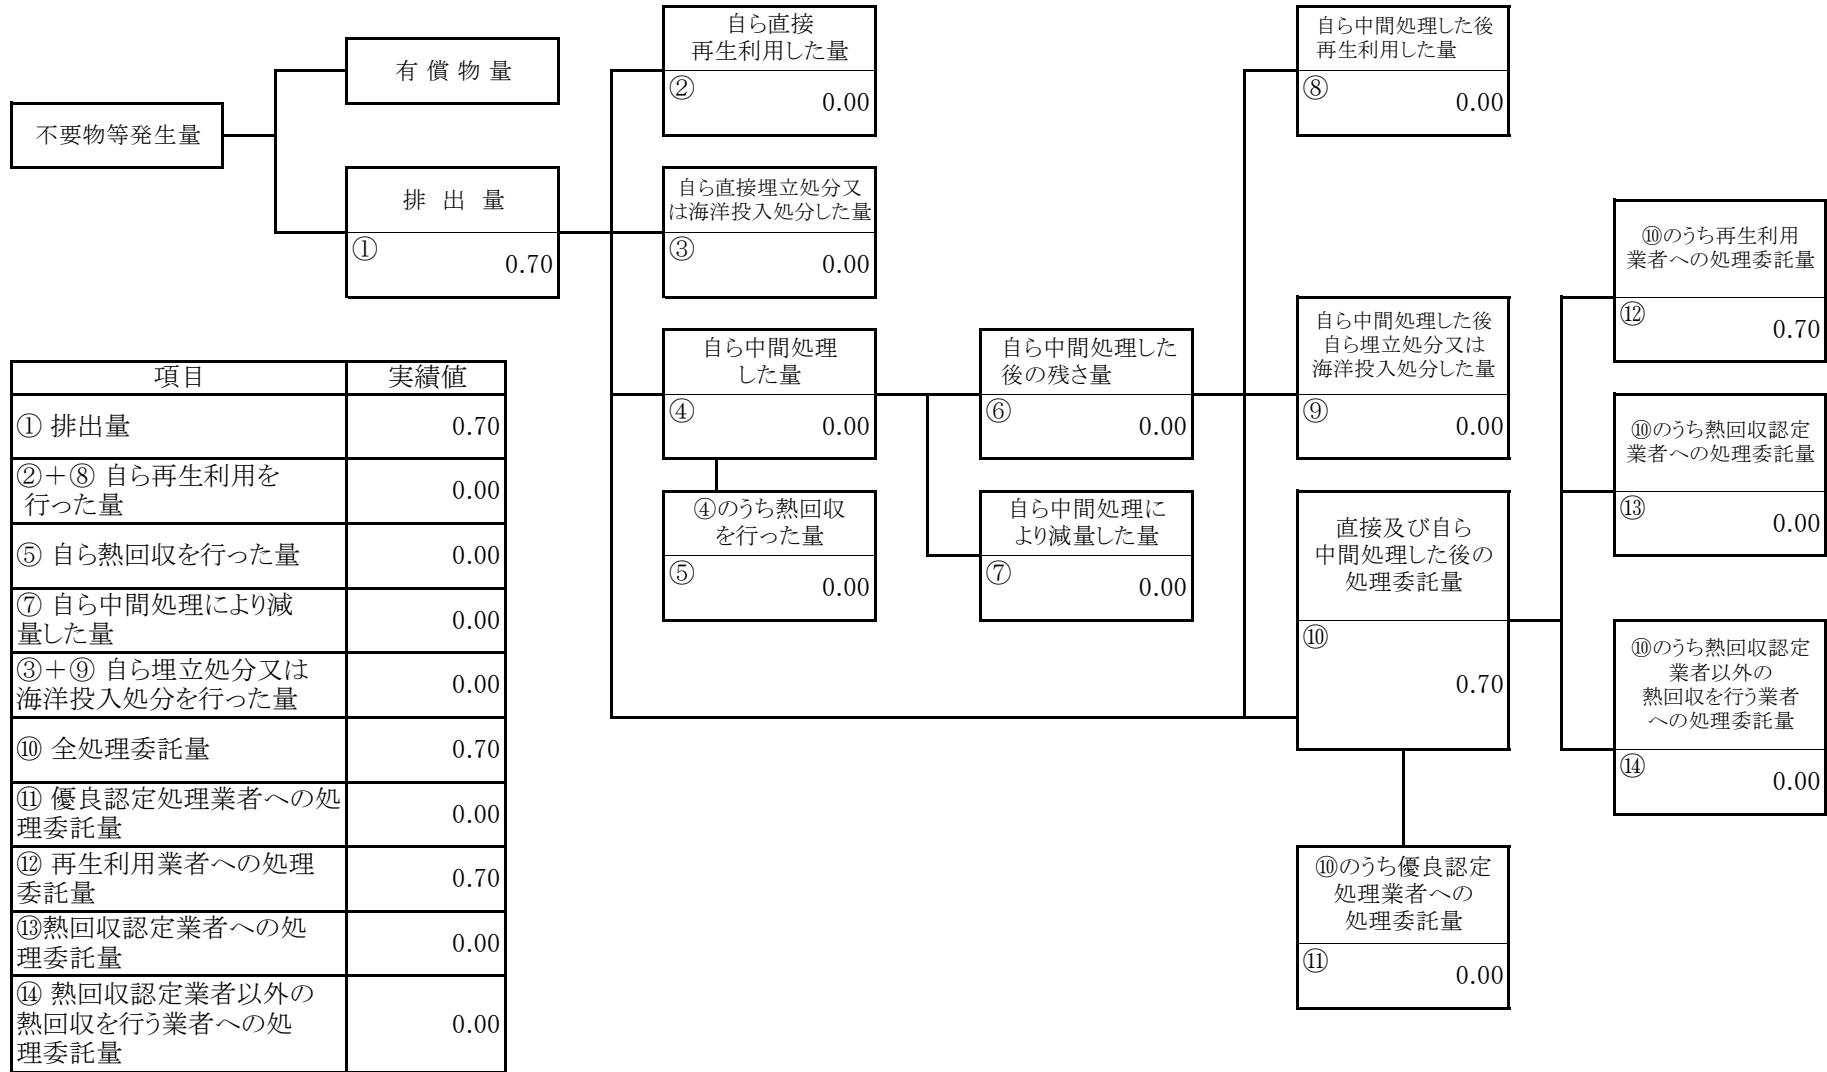 自ら直接
再生利用した量
②
0.00
自ら中間処理した後
再生利用した量
⑧
0.00
有 償 物 量
不要物等発生量
排 出 量
①
0.70
自ら直接埋立処分又
は海洋投入処分した量
③
0.00
⑩のうち再生利用
業者への処理委託量
⑫
0.70
自ら中間処理
した量
④
0.00
自ら中間処理した
後の残さ量
⑥
0.00
自ら中間処理した後
自ら埋立処分又は
海洋投入処分した量
⑨
0.00
⑩のうち熱回収認定
業者への処理委託量
⑬
0.00
④のうち熱回収
を行った量
⑤
0.00
自ら中間処理に
より減量した量
⑦
0.00
直接及び自ら
中間処理した後の
処理委託量
⑩
0.70
⑩のうち熱回収認定
業者以外の
熱回収を行う業者
への処理委託量
⑭
0.00
⑩のうち優良認定
処理業者への
処理委託量
⑪
0.00
項目 実績値
① 排出量 0.70
②＋⑧ 自ら再生利用を
行った量 0.00
⑤ 自ら熱回収を行った量 0.00
⑦ 自ら中間処理により減
量した量 0.00
③＋⑨ 自ら埋立処分又は
海洋投入処分を行った量 0.00
⑩ 全処理委託量 0.70
⑪ 優良認定処理業者への処
理委託量 0.00
⑫ 再生利用業者への処理
委託量 0.70
⑬熱回収認定業者への処
理委託量 0.00
⑭ 熱回収認定業者以外の
熱回収を行う業者への処
理委託量 0.00